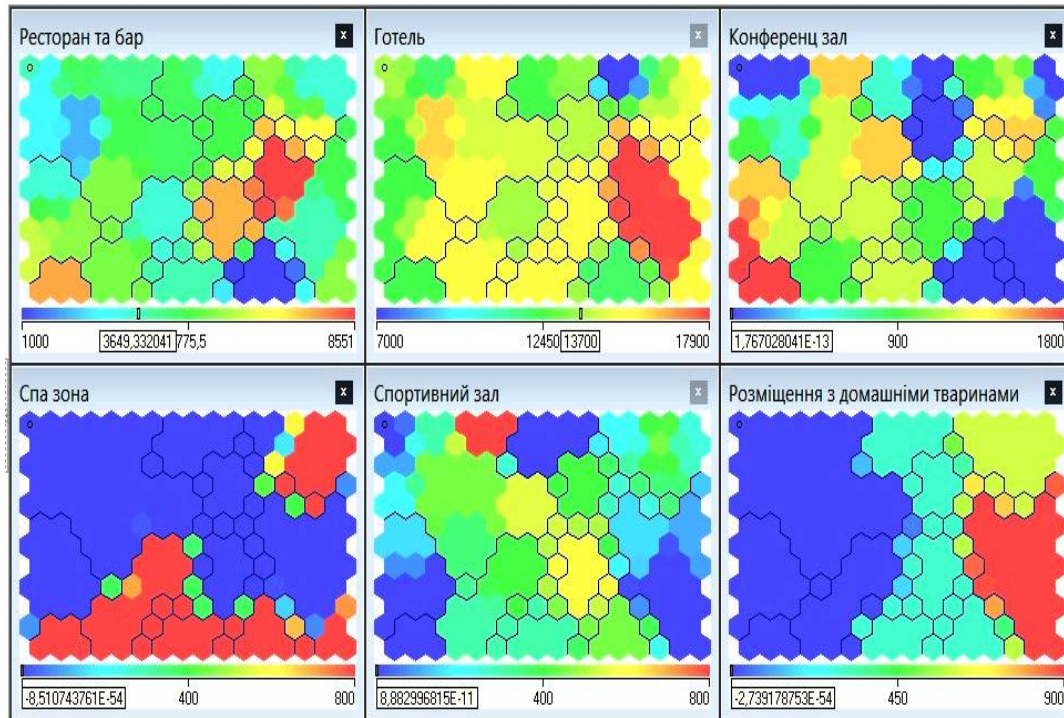 Ресторан та бар x
Готель x
Конференц зал x
1000 3649,332041 775,5 8551
7000 12450 13700 17900
1,767028041E-13 900 1800
Спа зона x
Спортивний зал x
Розміщення з домашніми тваринами x
-8,510743761E-54 400 800
8,882996815E-11 400 800
-2,739178753E-54 450 900